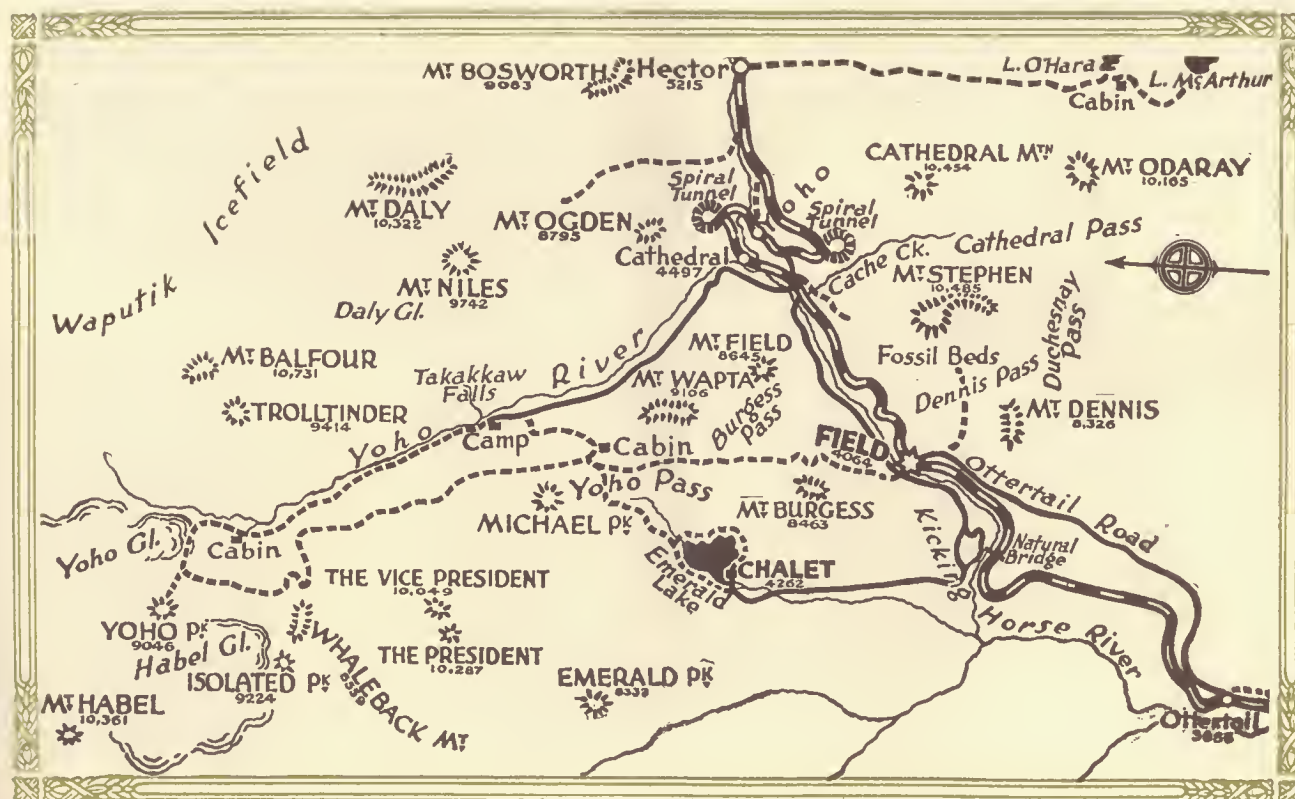 MT BOSWORTH
9083
Hector
5215
L. O'HARA
L. McARTHUR
Cabin
Waputik Icefield
MT DALY
10,322
CATHEDRAL MTN
10,454
MT ODARAY
10,165
Spiral
Tunnel
Yoho
Spiral
Tunnel
MT OGDEN
8795
Cathedral
4497
Cache Ck.
Cathedral Pass
MT NILES
9742
Daly Gl.
MT STEPHEN
10,485
Duchesnay
Pass
MT BALFOUR
10,731
Takakkaw
Falls
MT FIELD
8645
MT WAPTA
9106
Burgess
Pass
Fossil Beds
Dennis Pass
TROLLTINDER
9414
Yoho River
Camp
Cabin
FIELD
4064
MT DENNIS
8,326
Ottertail Road
Yoho Pass
MICHAEL PK
MT BURGESS
8463
Yoho Gl.
Cabin
Natural
Bridge
THE VICE PRESIDENT
10,049
Emerald
Lake
CHALET
4262
Kicking Horse River
YOHO PK
9046
Habel Gl.
THE PRESIDENT
10,287
ISOLATED PK
9224
WHALEBACK MT
EMERALD PK
MT HABEL
10,361
Ottertail